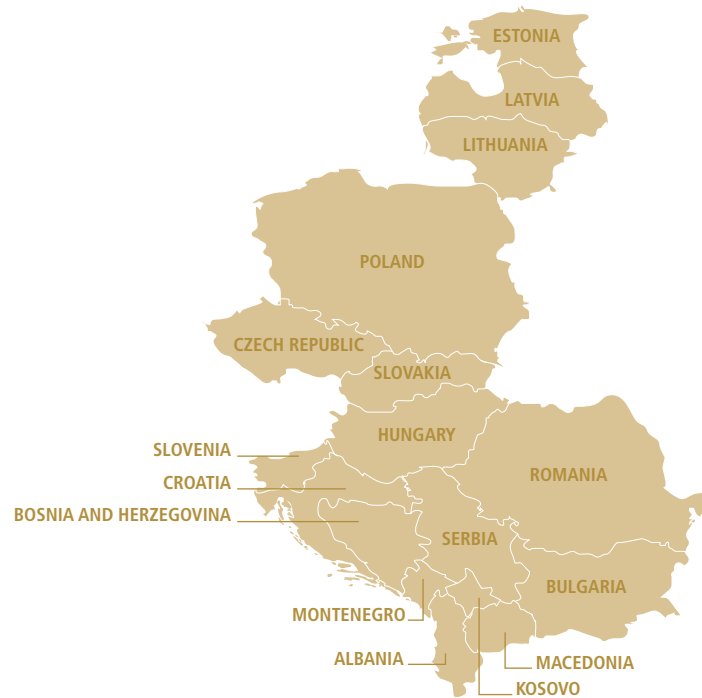 ESTONIA
LATVIA
LITHUANIA
POLAND
CZECH REPUBLIC
SLOVAKIA
HUNGARY
SLOVENIA
ROMANIA
CROATIA
BOSNIA AND HERZEGOVINA
SERBIA
BULGARIA
MONTENEGRO
ALBANIA
MACEDONIA
KOSOVO